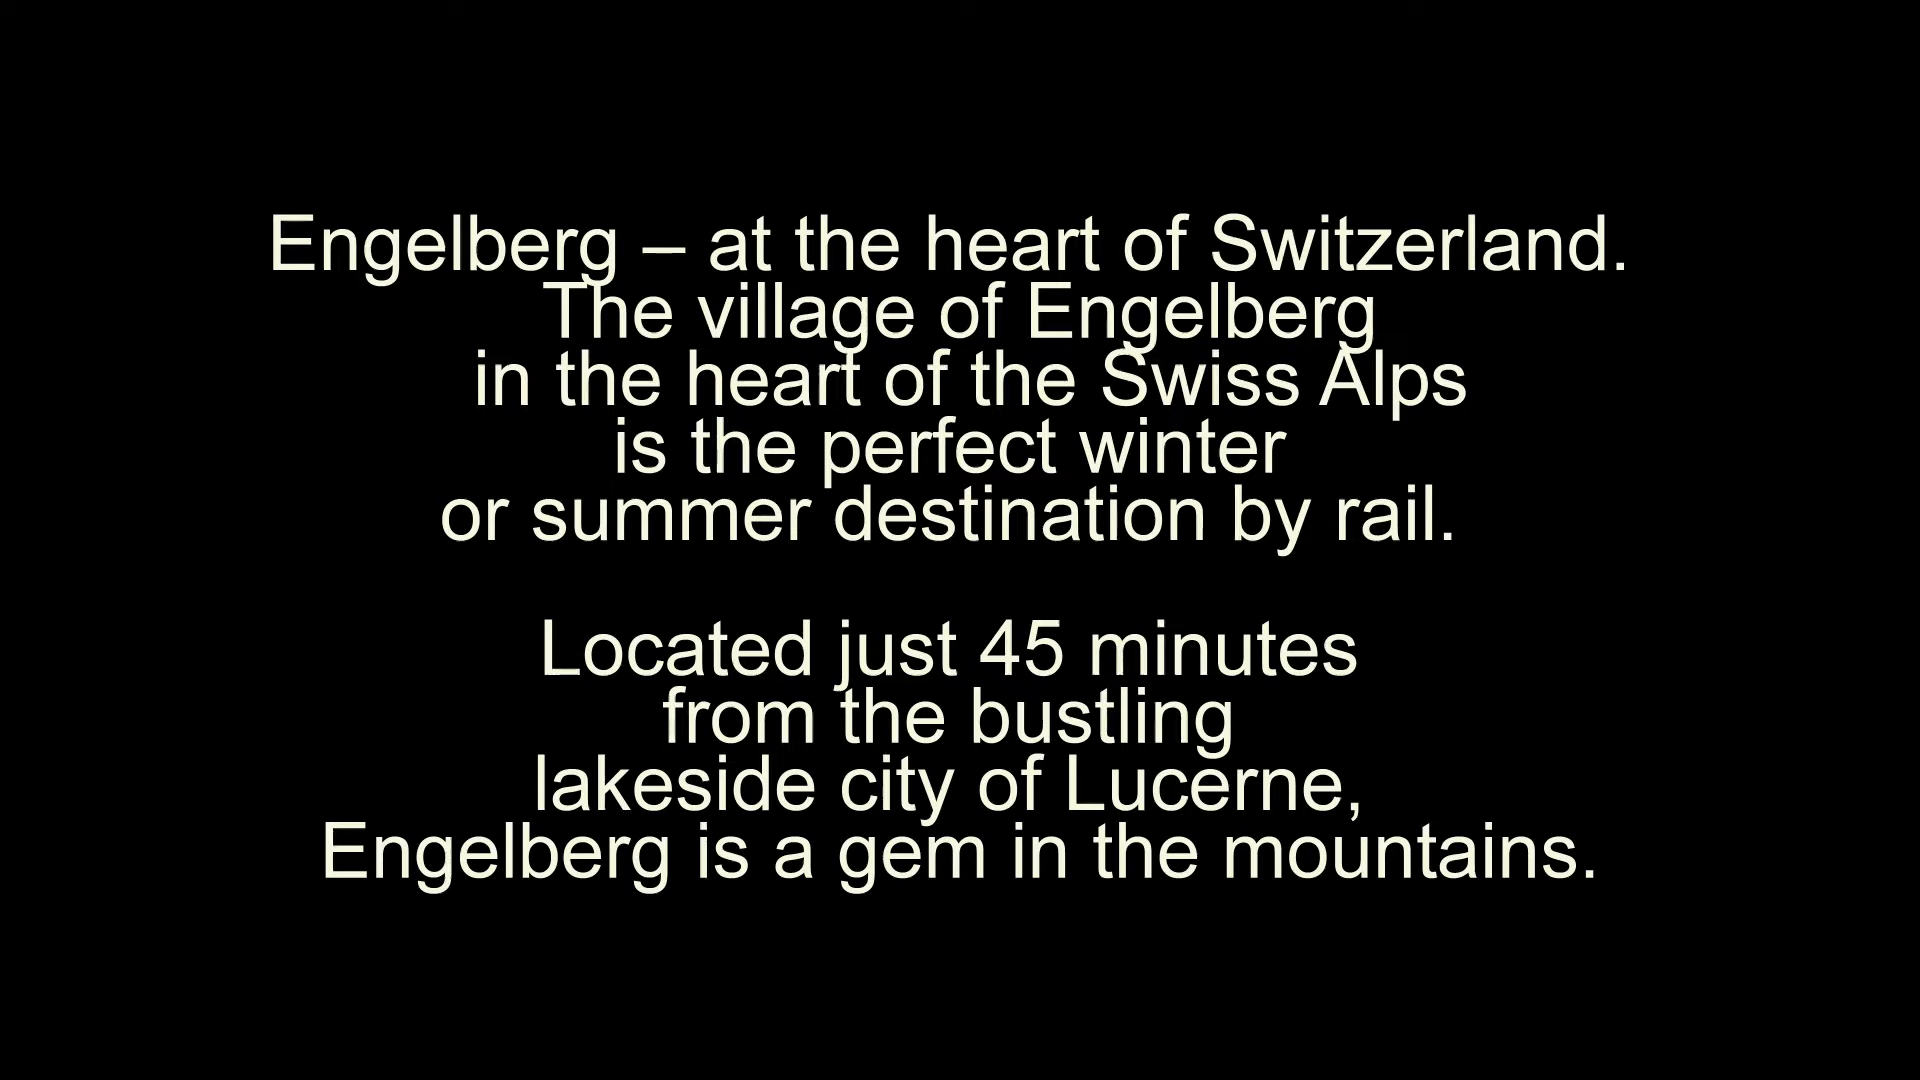 Engelberg – at the heart of Switzerland.
The village of Engelberg
in the heart of the Swiss Alps
is the perfect winter
or summer destination by rail.
Located just 45 minutes
from the bustling
lakeside city of Lucerne,
Engelberg is a gem in the mountains.